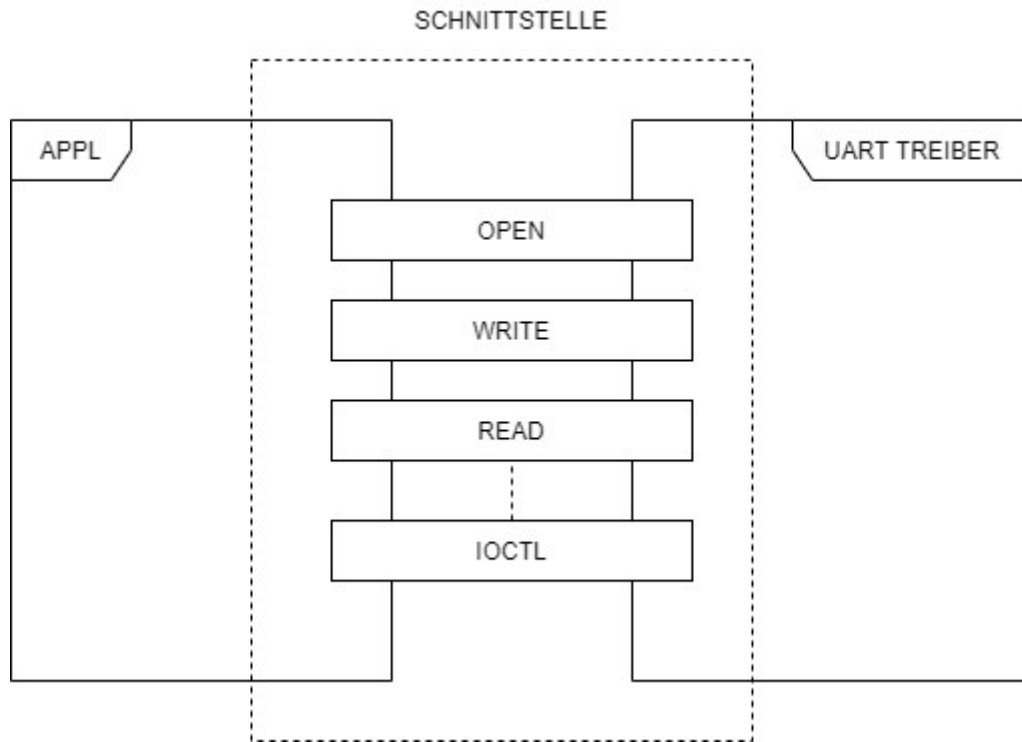 SCHNITTSTELLE
APPL
UART TREIBER
OPEN
WRITE
READ
IOCTL